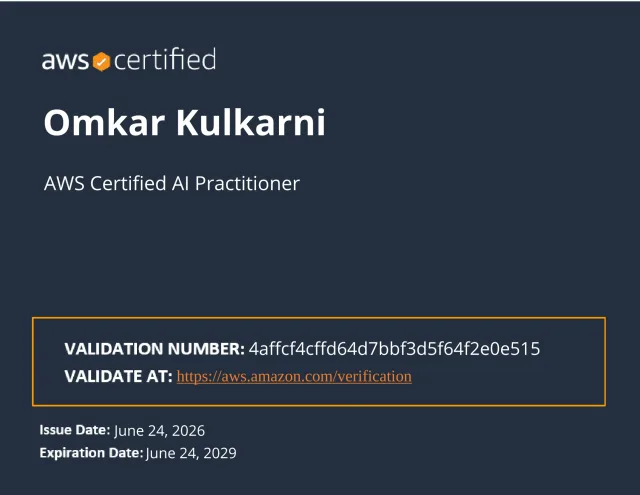 aws certified
Omkar Kulkarni
AWS Certified AI Practitioner
VALIDATION NUMBER: 4affcf4cffd64d7bbf3d5f64f2e0e515
VALIDATE AT: https://aws.amazon.com/verification
Issue Date: June 24, 2026
Expiration Date: June 24, 2029